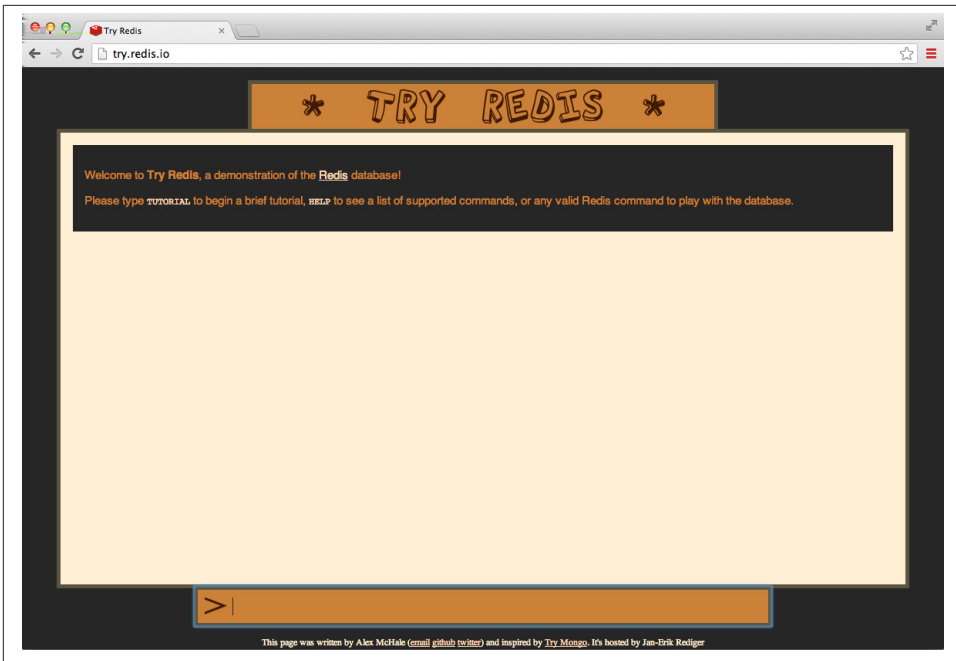 Try Redis
try.redis.io
* TRY REDIS *
Welcome to Try Redis, a demonstration of the Redis database!
Please type TUTORIAL to begin a brief tutorial, HELP to see a list of supported commands, or any valid Redis command to play with the database.
>
This page was written by Alex McHale (email github twitter) and inspired by Try Mongo. It's hosted by Jan-Erik Rediger